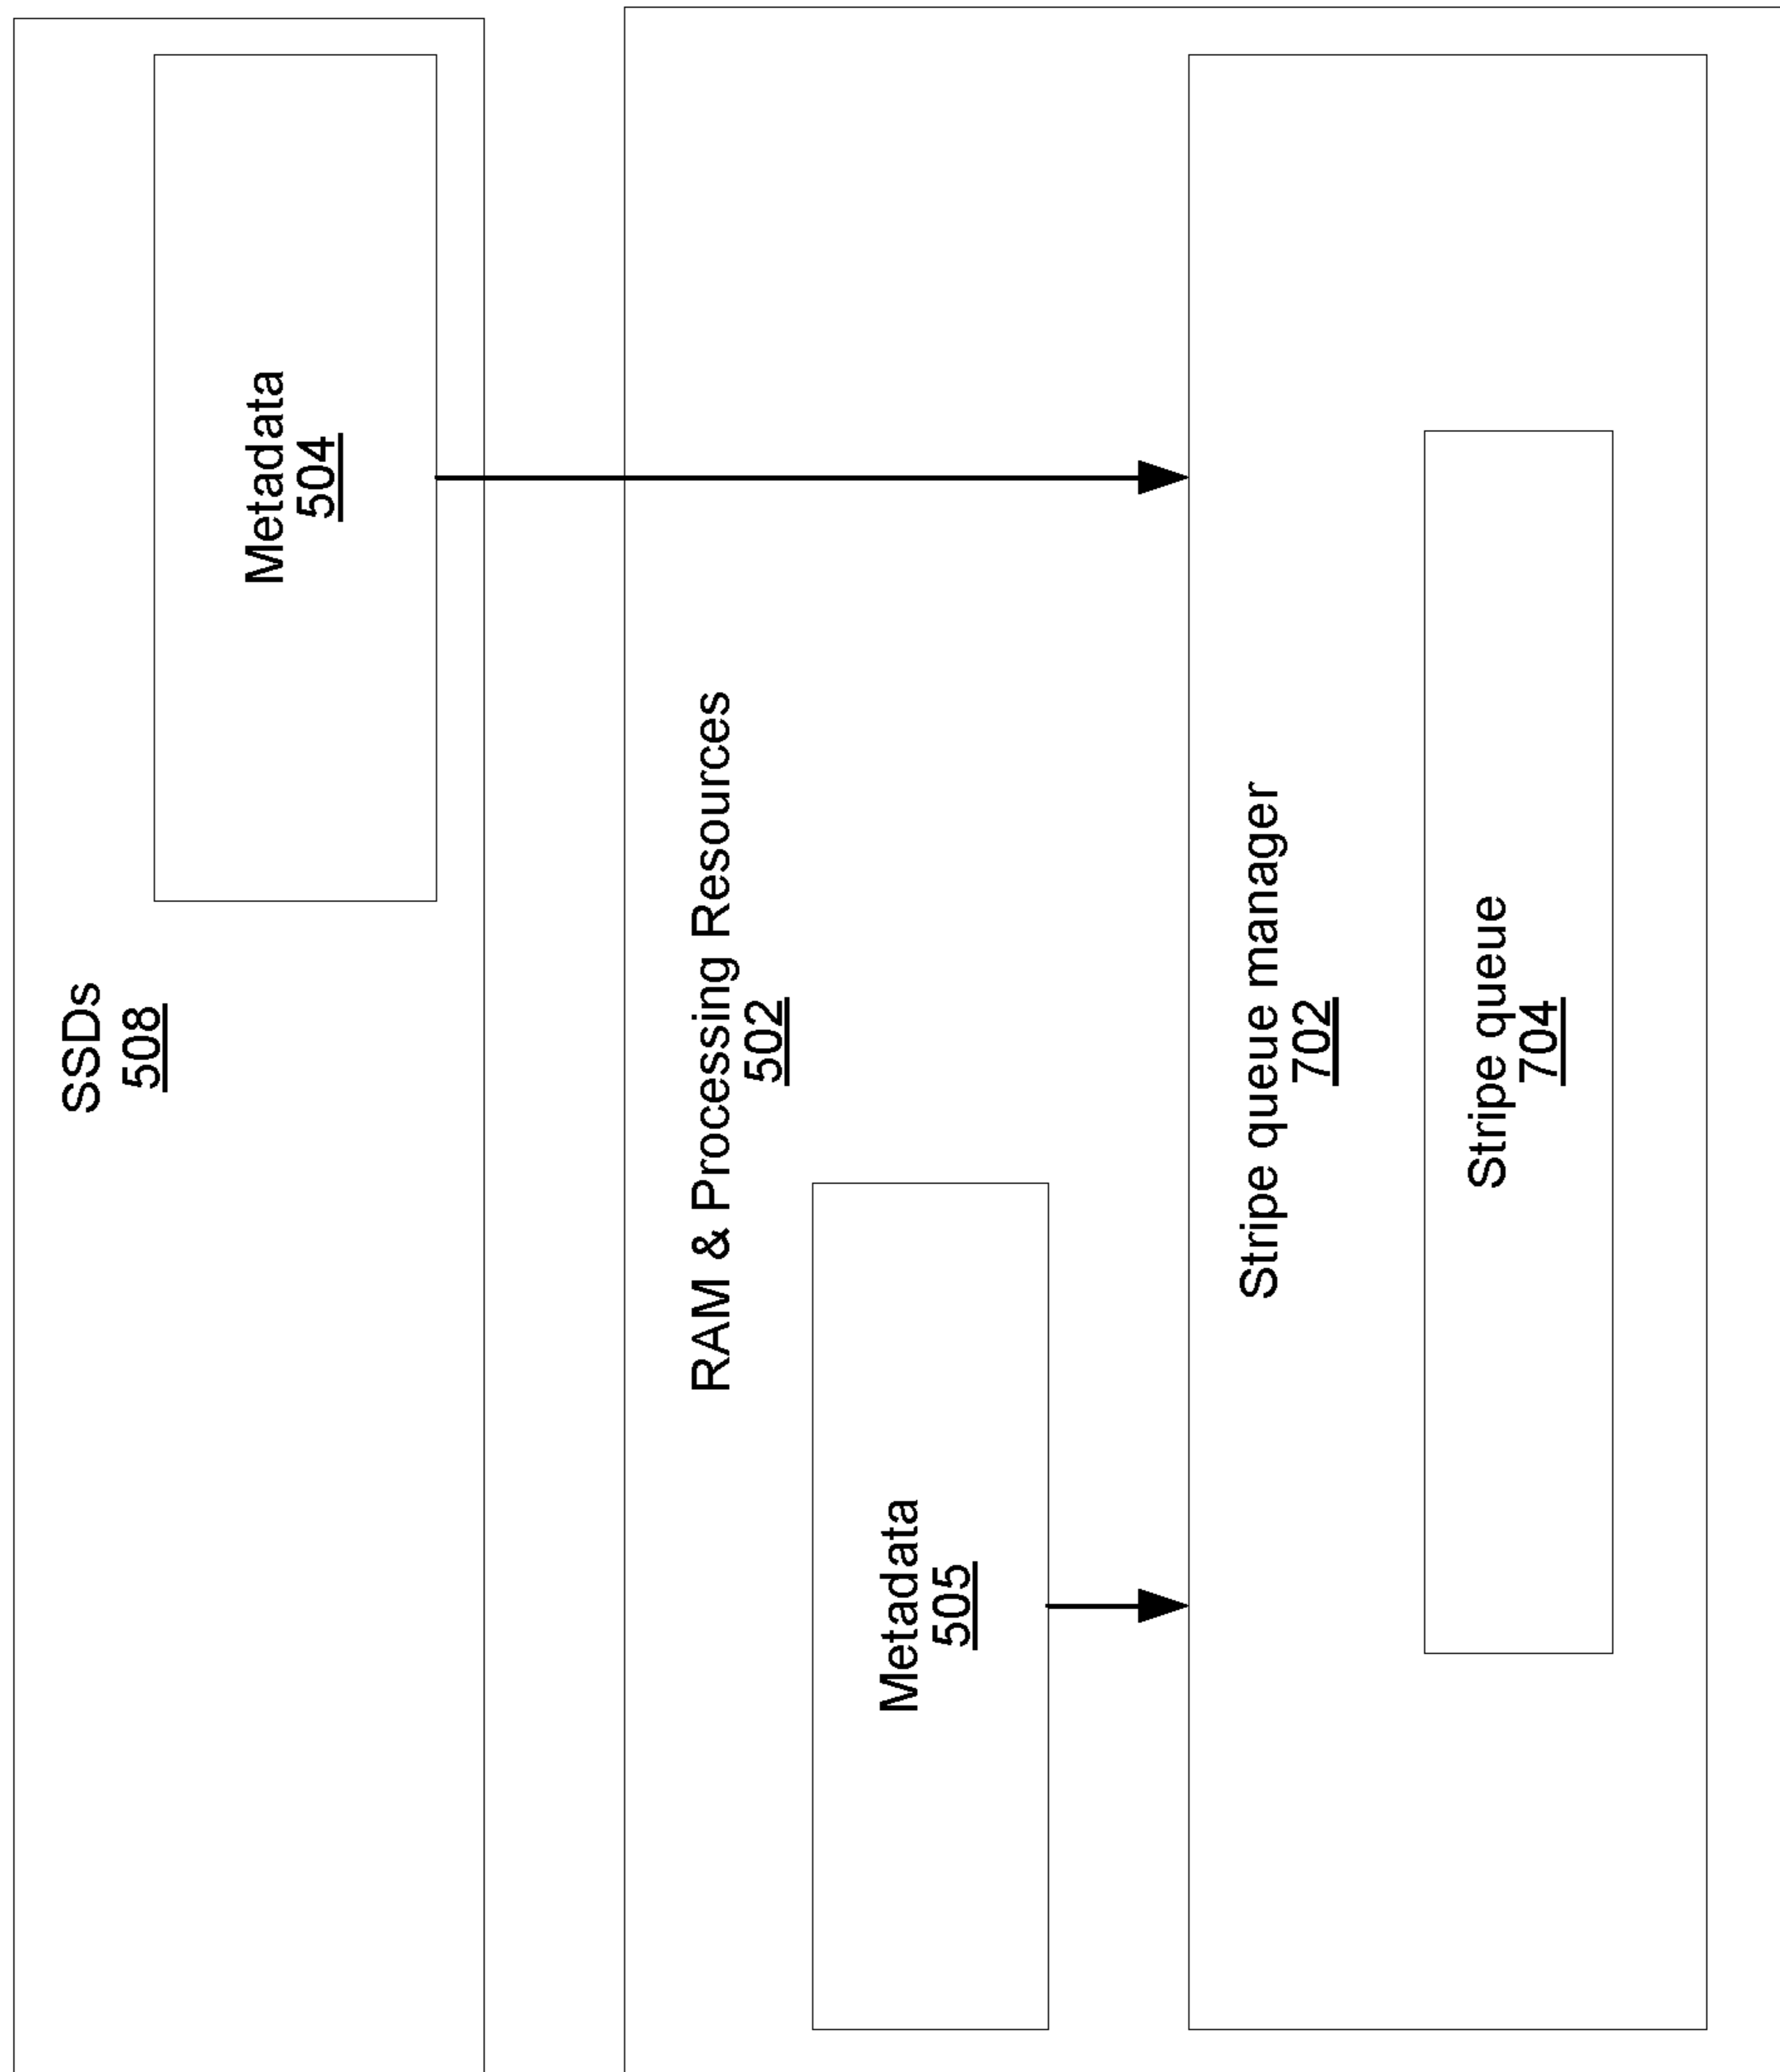 SSDs
508
Metadata
504
RAM & Processing Resources
502
Metadata
505
Stripe queue manager
702
Stripe queue
704